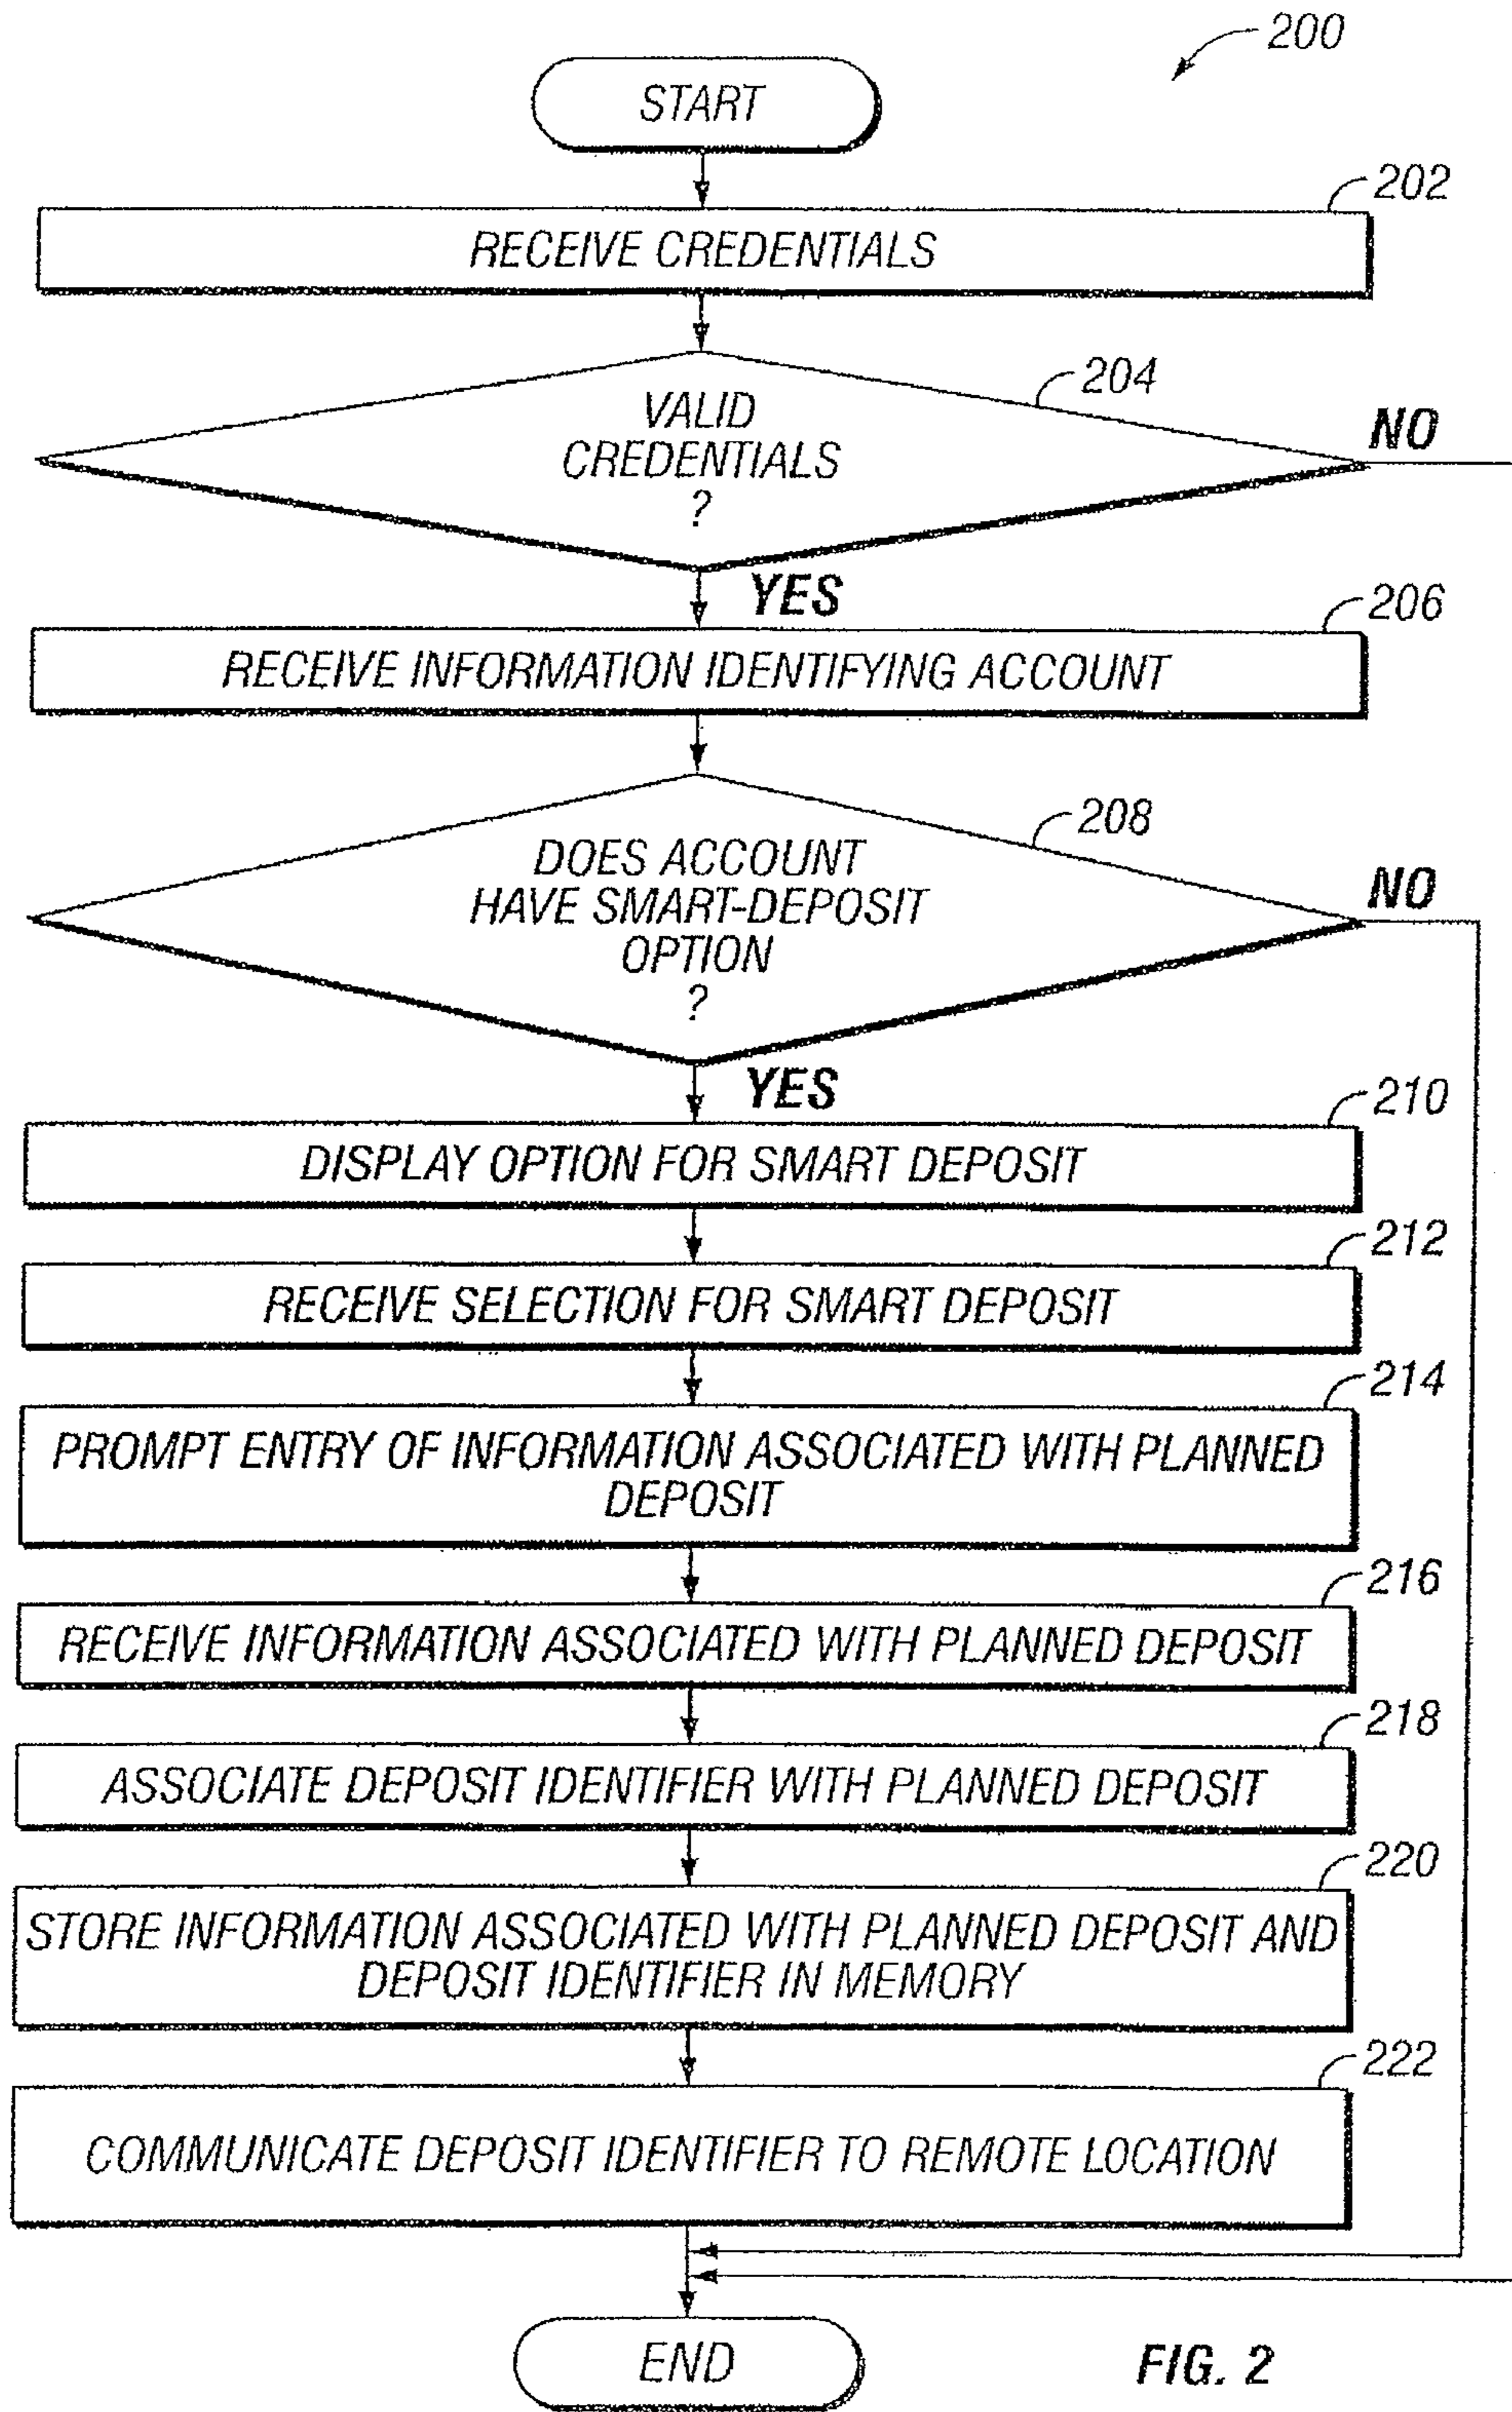 200
START
202
RECEIVE CREDENTIALS
204
VALID
CREDENTIALS
?
NO
YES
206
RECEIVE INFORMATION IDENTIFYING ACCOUNT
208
DOES ACCOUNT
HAVE SMART-DEPOSIT
OPTION
?
NO
YES
210
DISPLAY OPTION FOR SMART DEPOSIT
212
RECEIVE SELECTION FOR SMART DEPOSIT
214
PROMPT ENTRY OF INFORMATION ASSOCIATED WITH PLANNED
DEPOSIT
216
RECEIVE INFORMATION ASSOCIATED WITH PLANNED DEPOSIT
218
ASSOCIATE DEPOSIT IDENTIFIER WITH PLANNED DEPOSIT
220
STORE INFORMATION ASSOCIATED WITH PLANNED DEPOSIT AND
DEPOSIT IDENTIFIER IN MEMORY
222
COMMUNICATE DEPOSIT IDENTIFIER TO REMOTE LOCATION
END
FIG. 2